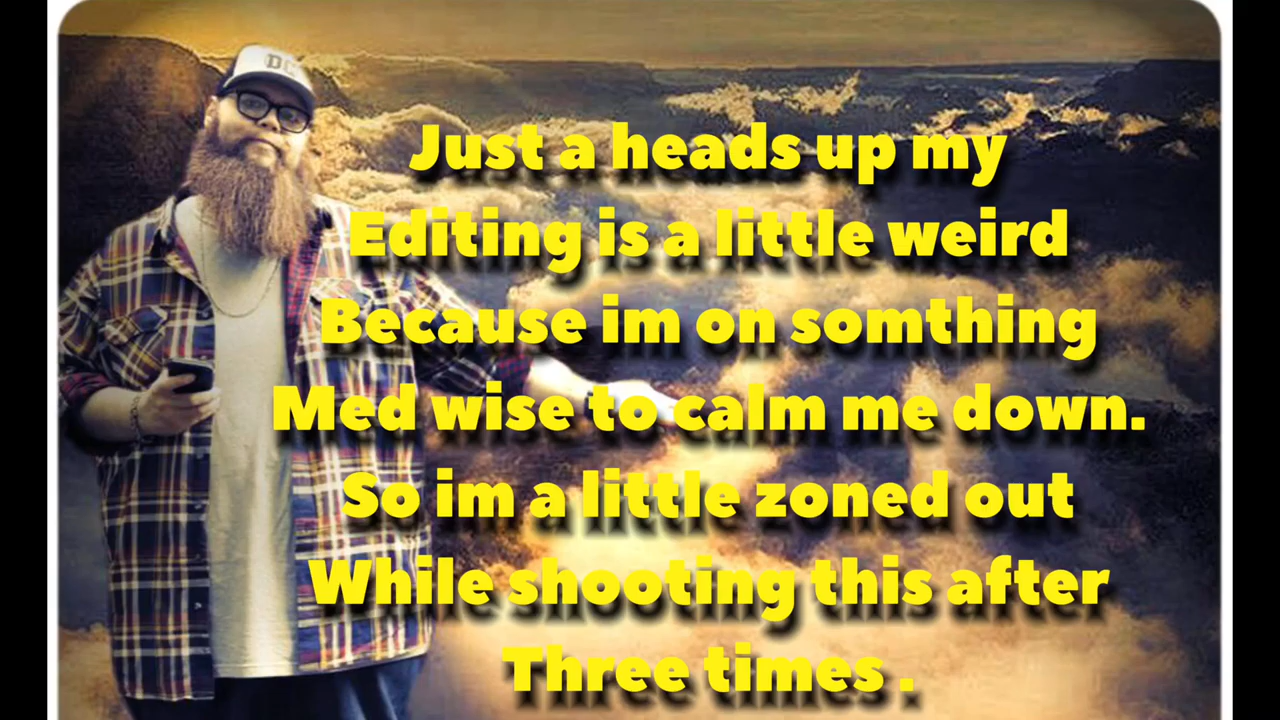 Just a heads up my
Editing is a little weird
Because im on somthing
Med wise to calm me down.
So im a little zoned out
While shooting this after
Three times .